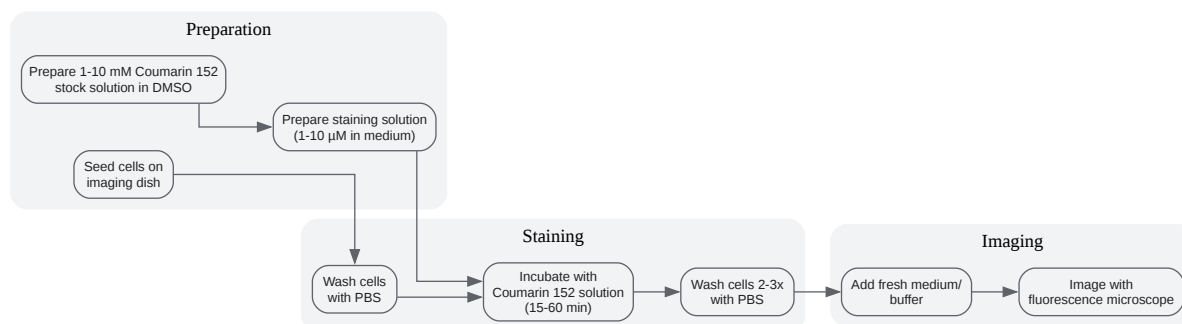 Preparation
Prepare 1-10 mM Coumarin 152
stock solution in DMSO
Prepare staining solution
(1-10 µM in medium)
Seed cells on
imaging dish
Staining
Wash cells
with PBS
Incubate with
Coumarin 152 solution
(15-60 min)
Wash cells 2-3x
with PBS
Imaging
Add fresh medium/
buffer
Image with
fluorescence microscope